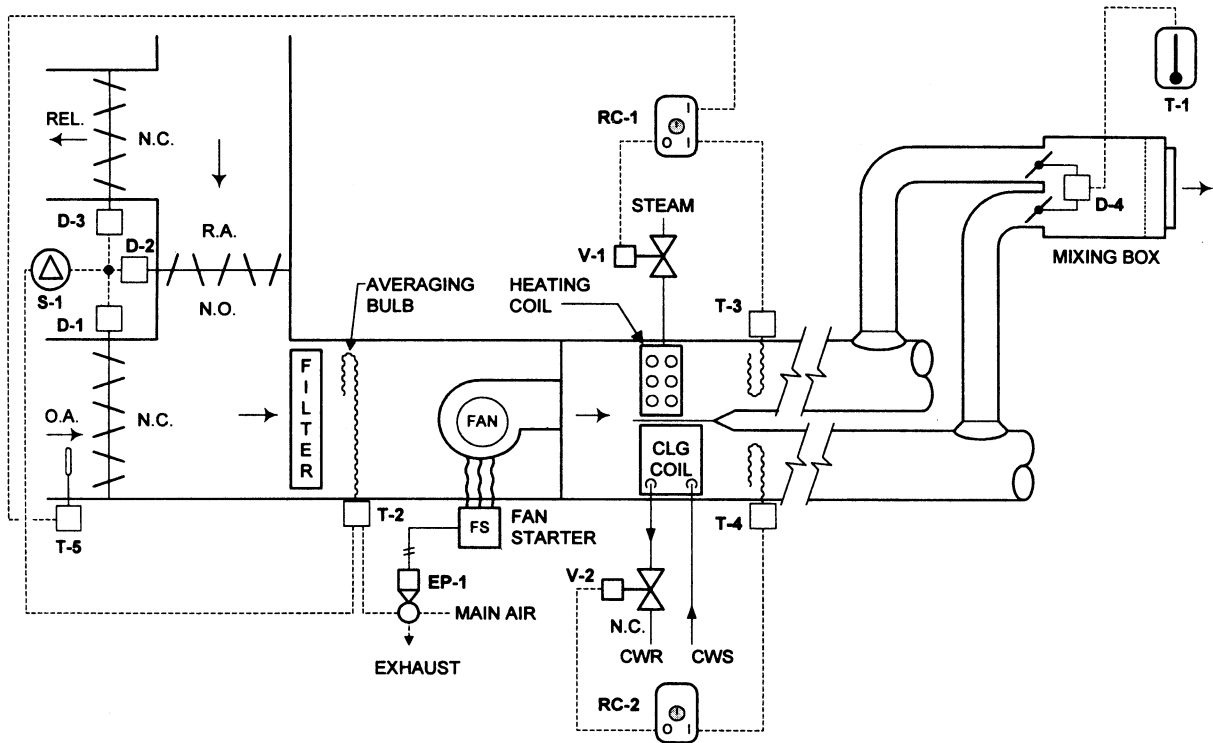 T-1
RC-1
I
O I
REL.
N.C.
STEAM
D-3
D-4
R.A.
D-2
MIXING BOX
V-1
S-1
N.O.
AVERAGING
BULB
HEATING
COIL
T-3
D-1
FILTER
O.A.
N.C.
FAN
CLG
COIL
T-5
T-2
FS
FAN
STARTER
T-4
EP-1
V-2
MAIN AIR
N.C.
EXHAUST
CWR
CWS
RC-2
O I